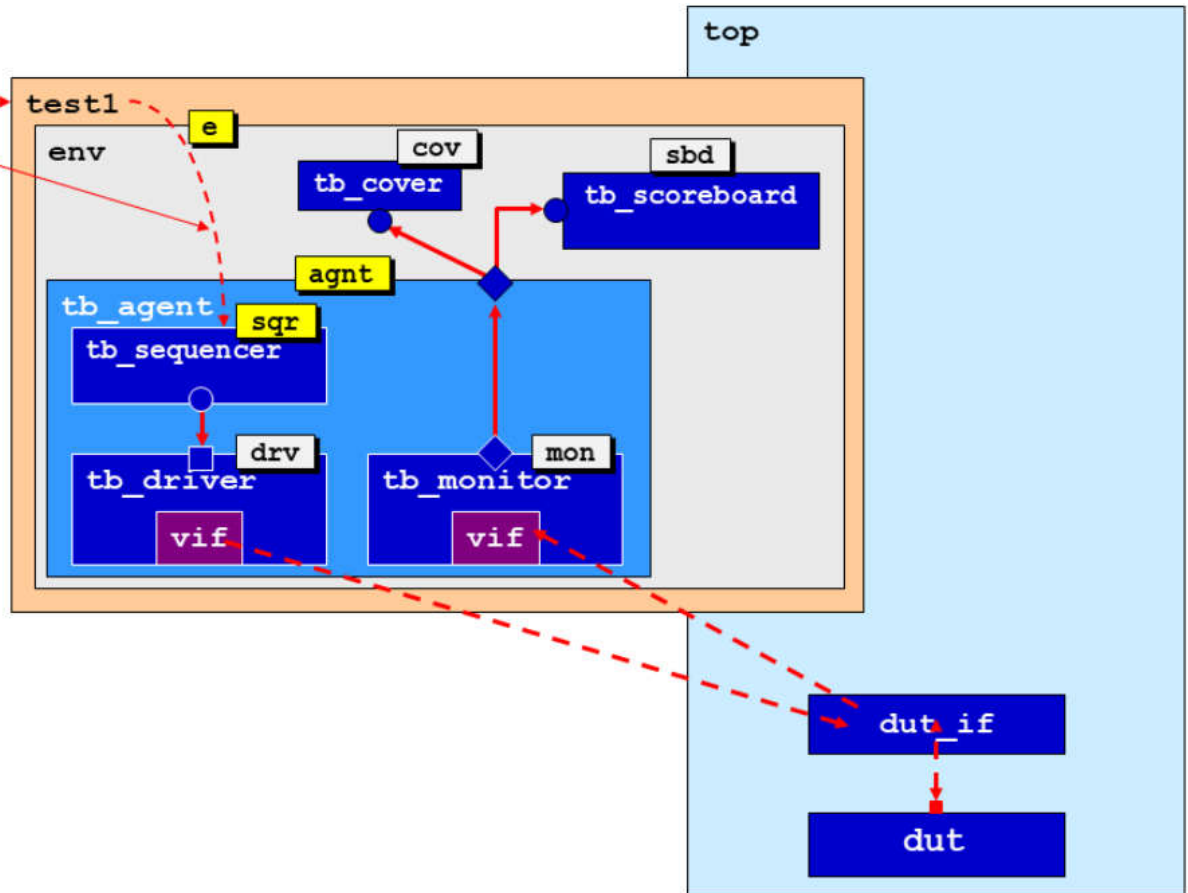 top
test1
e
env
cov
sbd
tb_cover
tb_scoreboard
agnt
tb_agent
sqr
tb_sequencer
drv
mon
tb_driver
tb_monitor
vif
vif
dut_if
dut